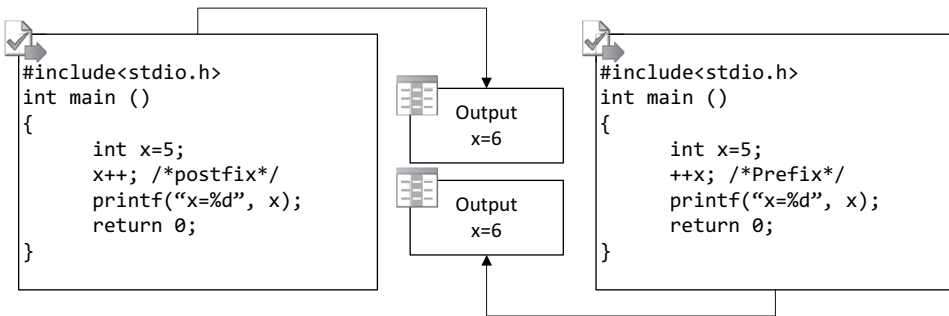 #include<stdio.h>
int main ()
{
int x=5;
x++; /*postfix*/
printf(“x=%d”, x);
return 0;
}
Output
x=6
Output
x=6
#include<stdio.h>
int main ()
{
int x=5;
++x; /*Prefix*/
printf(“x=%d”, x);
return 0;
}